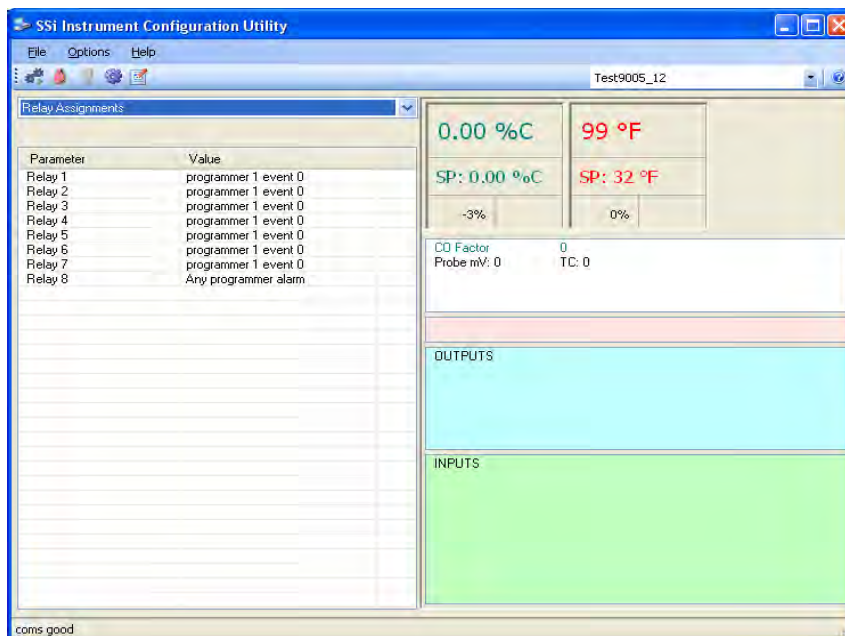 SSi Instrument Configuration Utility
File Options Help
Test9005_12
Relay Assignments
Parameter Value
Relay 1 programmer 1 event 0
Relay 2 programmer 1 event 0
Relay 3 programmer 1 event 0
Relay 4 programmer 1 event 0
Relay 5 programmer 1 event 0
Relay 6 programmer 1 event 0
Relay 7 programmer 1 event 0
Relay 8 Any programmer alarm
0.00 %C 99 °F
SP: 0.00 %C SP: 32 °F
-3% 0%
CO Factor 0
Probe mV: 0 TC: 0
OUTPUTS
INPUTS
coms good